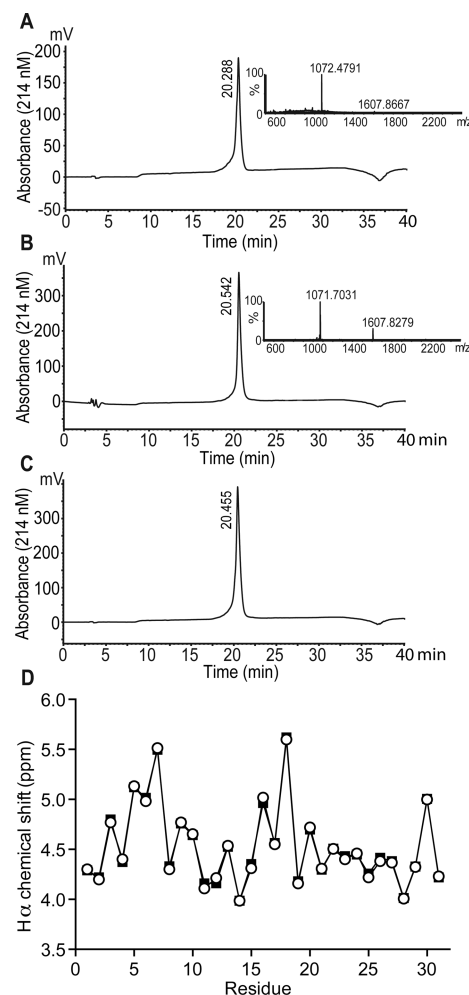 A
mV
Absorbance (214 nM)
200
150
100
50
0
-50
20.288
100
%
0
1072.4791
1607.8667
600 1000 1400 1800 2200 m/z
0 5 10 15 20 25 30 35 40
Time (min)
B
mV
Absorbance (214 nM)
300
200
100
0
20.542
100
%
0
1071.7031
1607.8279
600 1000 1400 1800 2200 m/z
0 5 10 15 20 25 30 35 40 min
Time (min)
C
mV
Absorbance (214 nM)
300
200
100
0
20.455
0 5 10 15 20 25 30 35 40 min
Time (min)
D
Hα chemical shift (ppm)
6.0
5.5
5.0
4.5
4.0
3.5
0 5 10 15 20 25 30
Residue